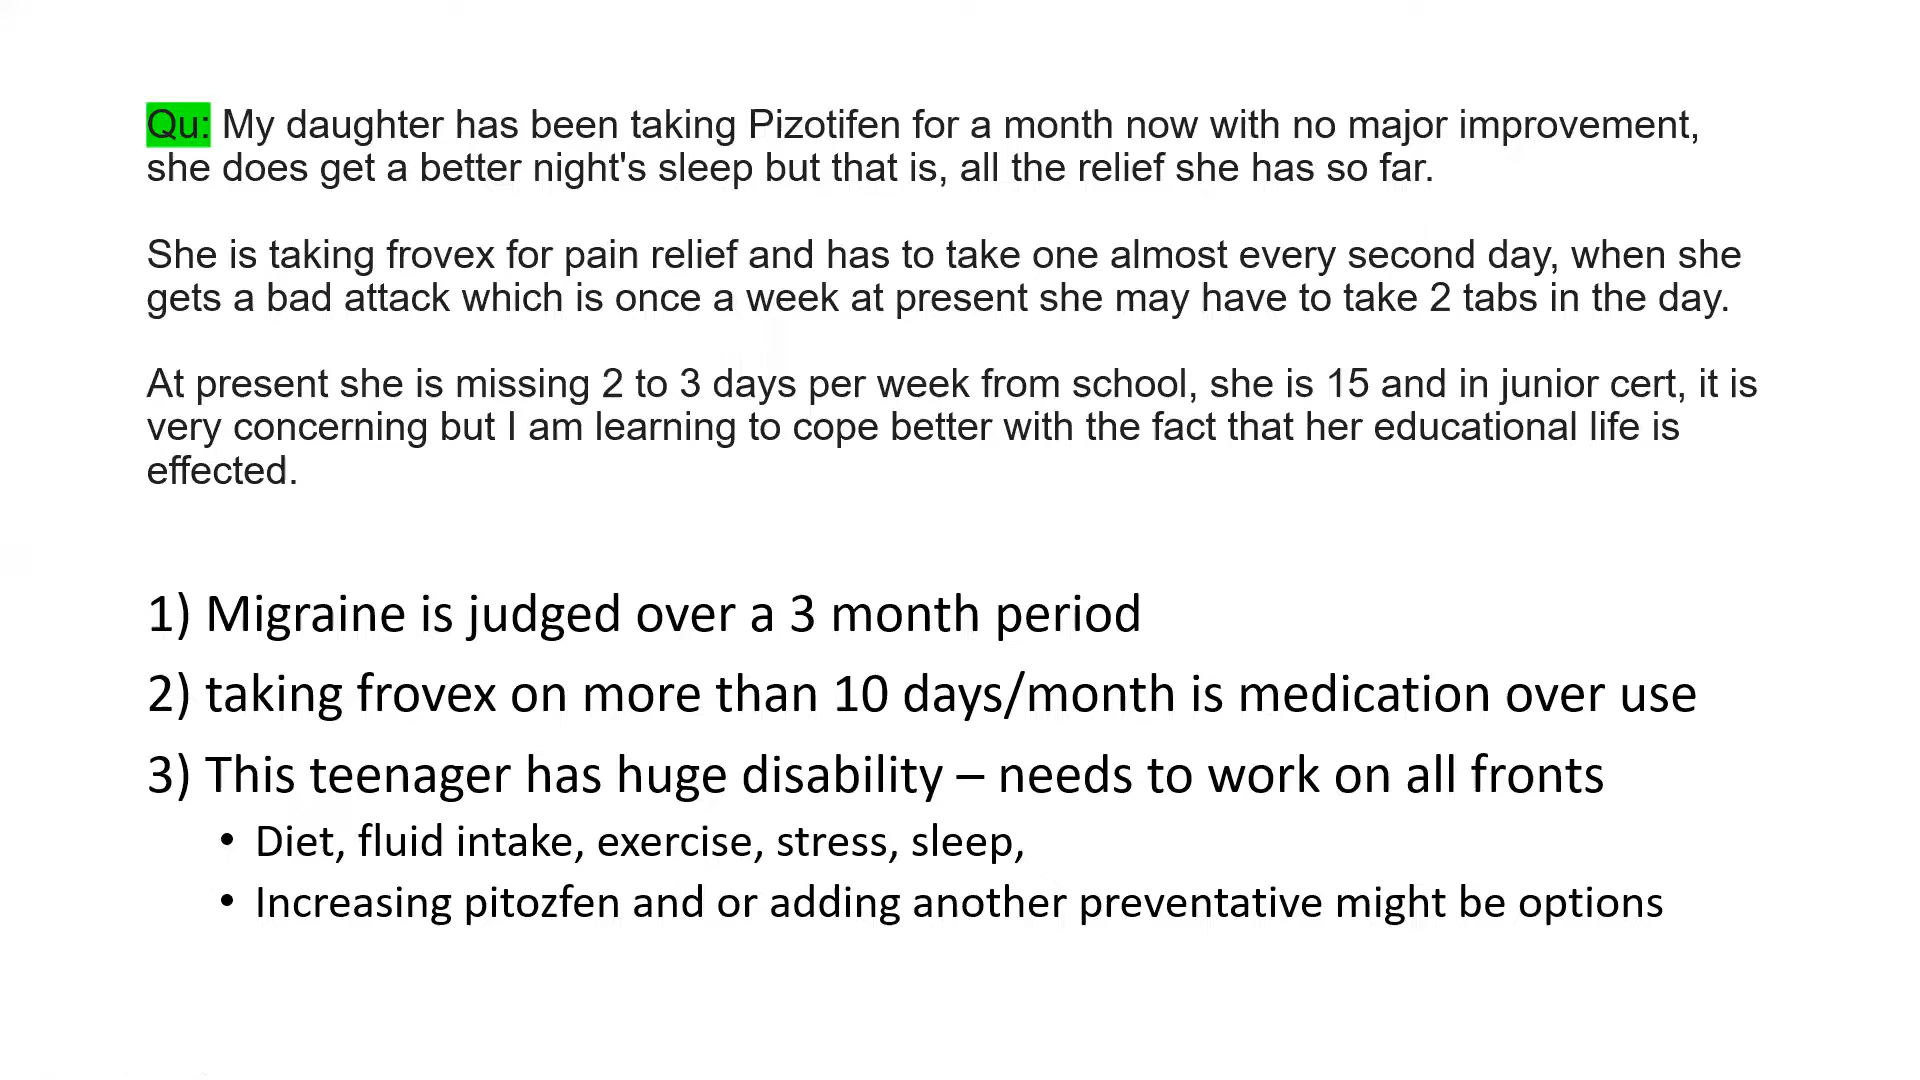 Qu: My daughter has been taking Pizotifen for a month now with no major improvement,
she does get a better night's sleep but that is, all the relief she has so far.
She is taking frovex for pain relief and has to take one almost every second day, when she
gets a bad attack which is once a week at present she may have to take 2 tabs in the day.
At present she is missing 2 to 3 days per week from school, she is 15 and in junior cert, it is
very concerning but I am learning to cope better with the fact that her educational life is
effected.
1) Migraine is judged over a 3 month period
2) taking frovex on more than 10 days/month is medication over use
3) This teenager has huge disability – needs to work on all fronts
• Diet, fluid intake, exercise, stress, sleep,
• Increasing pitozfen and or adding another preventative might be options